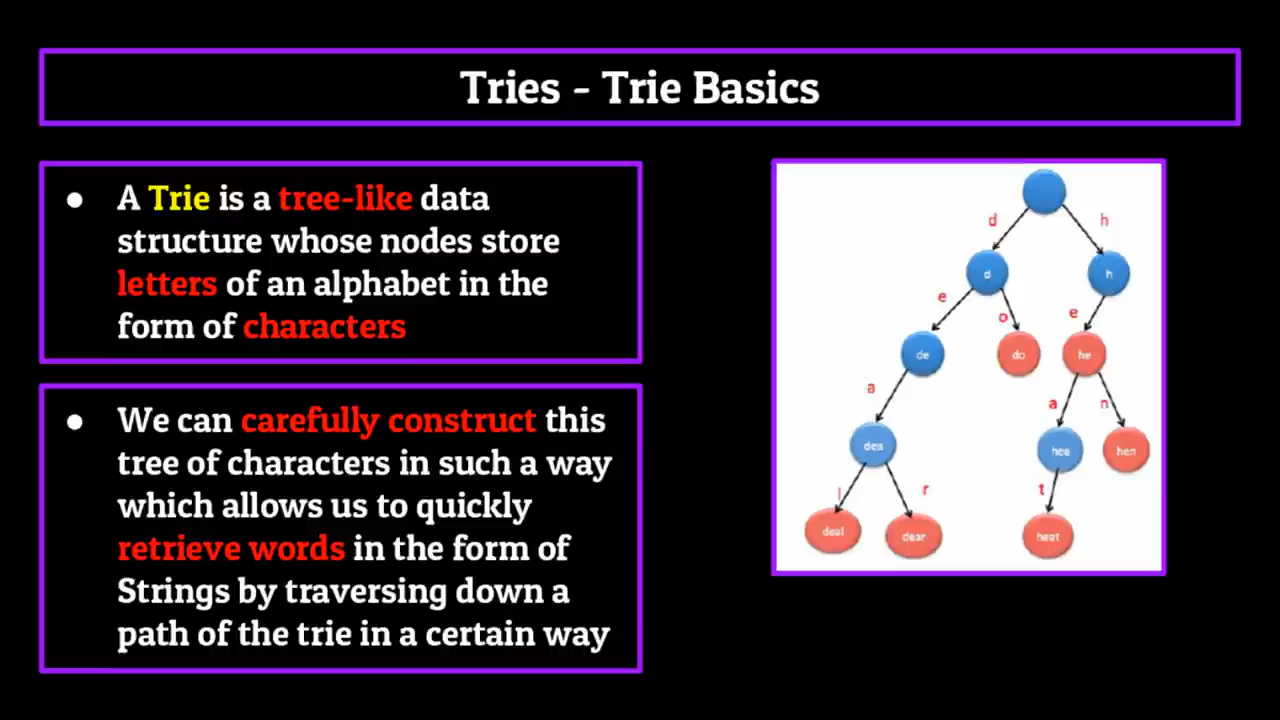 Tries - Trie Basics
● A Trie is a tree-like data
structure whose nodes store
letters of an alphabet in the
form of characters
● We can carefully construct this
tree of characters in such a way
which allows us to quickly
retrieve words in the form of
Strings by traversing down a
path of the trie in a certain way
d h
d h
e o e
de do he
a a n
dea hea hen
l r t
deal dear heat